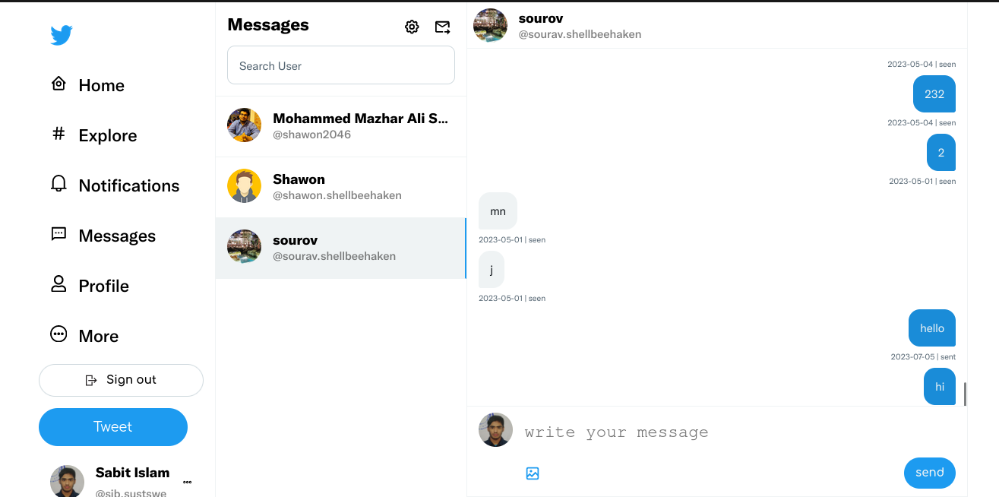 Home
Explore
Notifications
Messages
Profile
More
Sign out
Tweet
Sabit Islam
@sib.sustswe
Messages
Search User
Mohammed Mazhar Ali S...
@shawon2046
Shawon
@shawon.shellbeehaken
sourov
@sourav.shellbeehaken
sourov
@sourav.shellbeehaken
2023-05-04 | seen
232
2023-05-04 | seen
2
2023-05-01 | seen
mn
2023-05-01 | seen
j
2023-05-01 | seen
hello
2023-07-05 | sent
hi
write your message
send